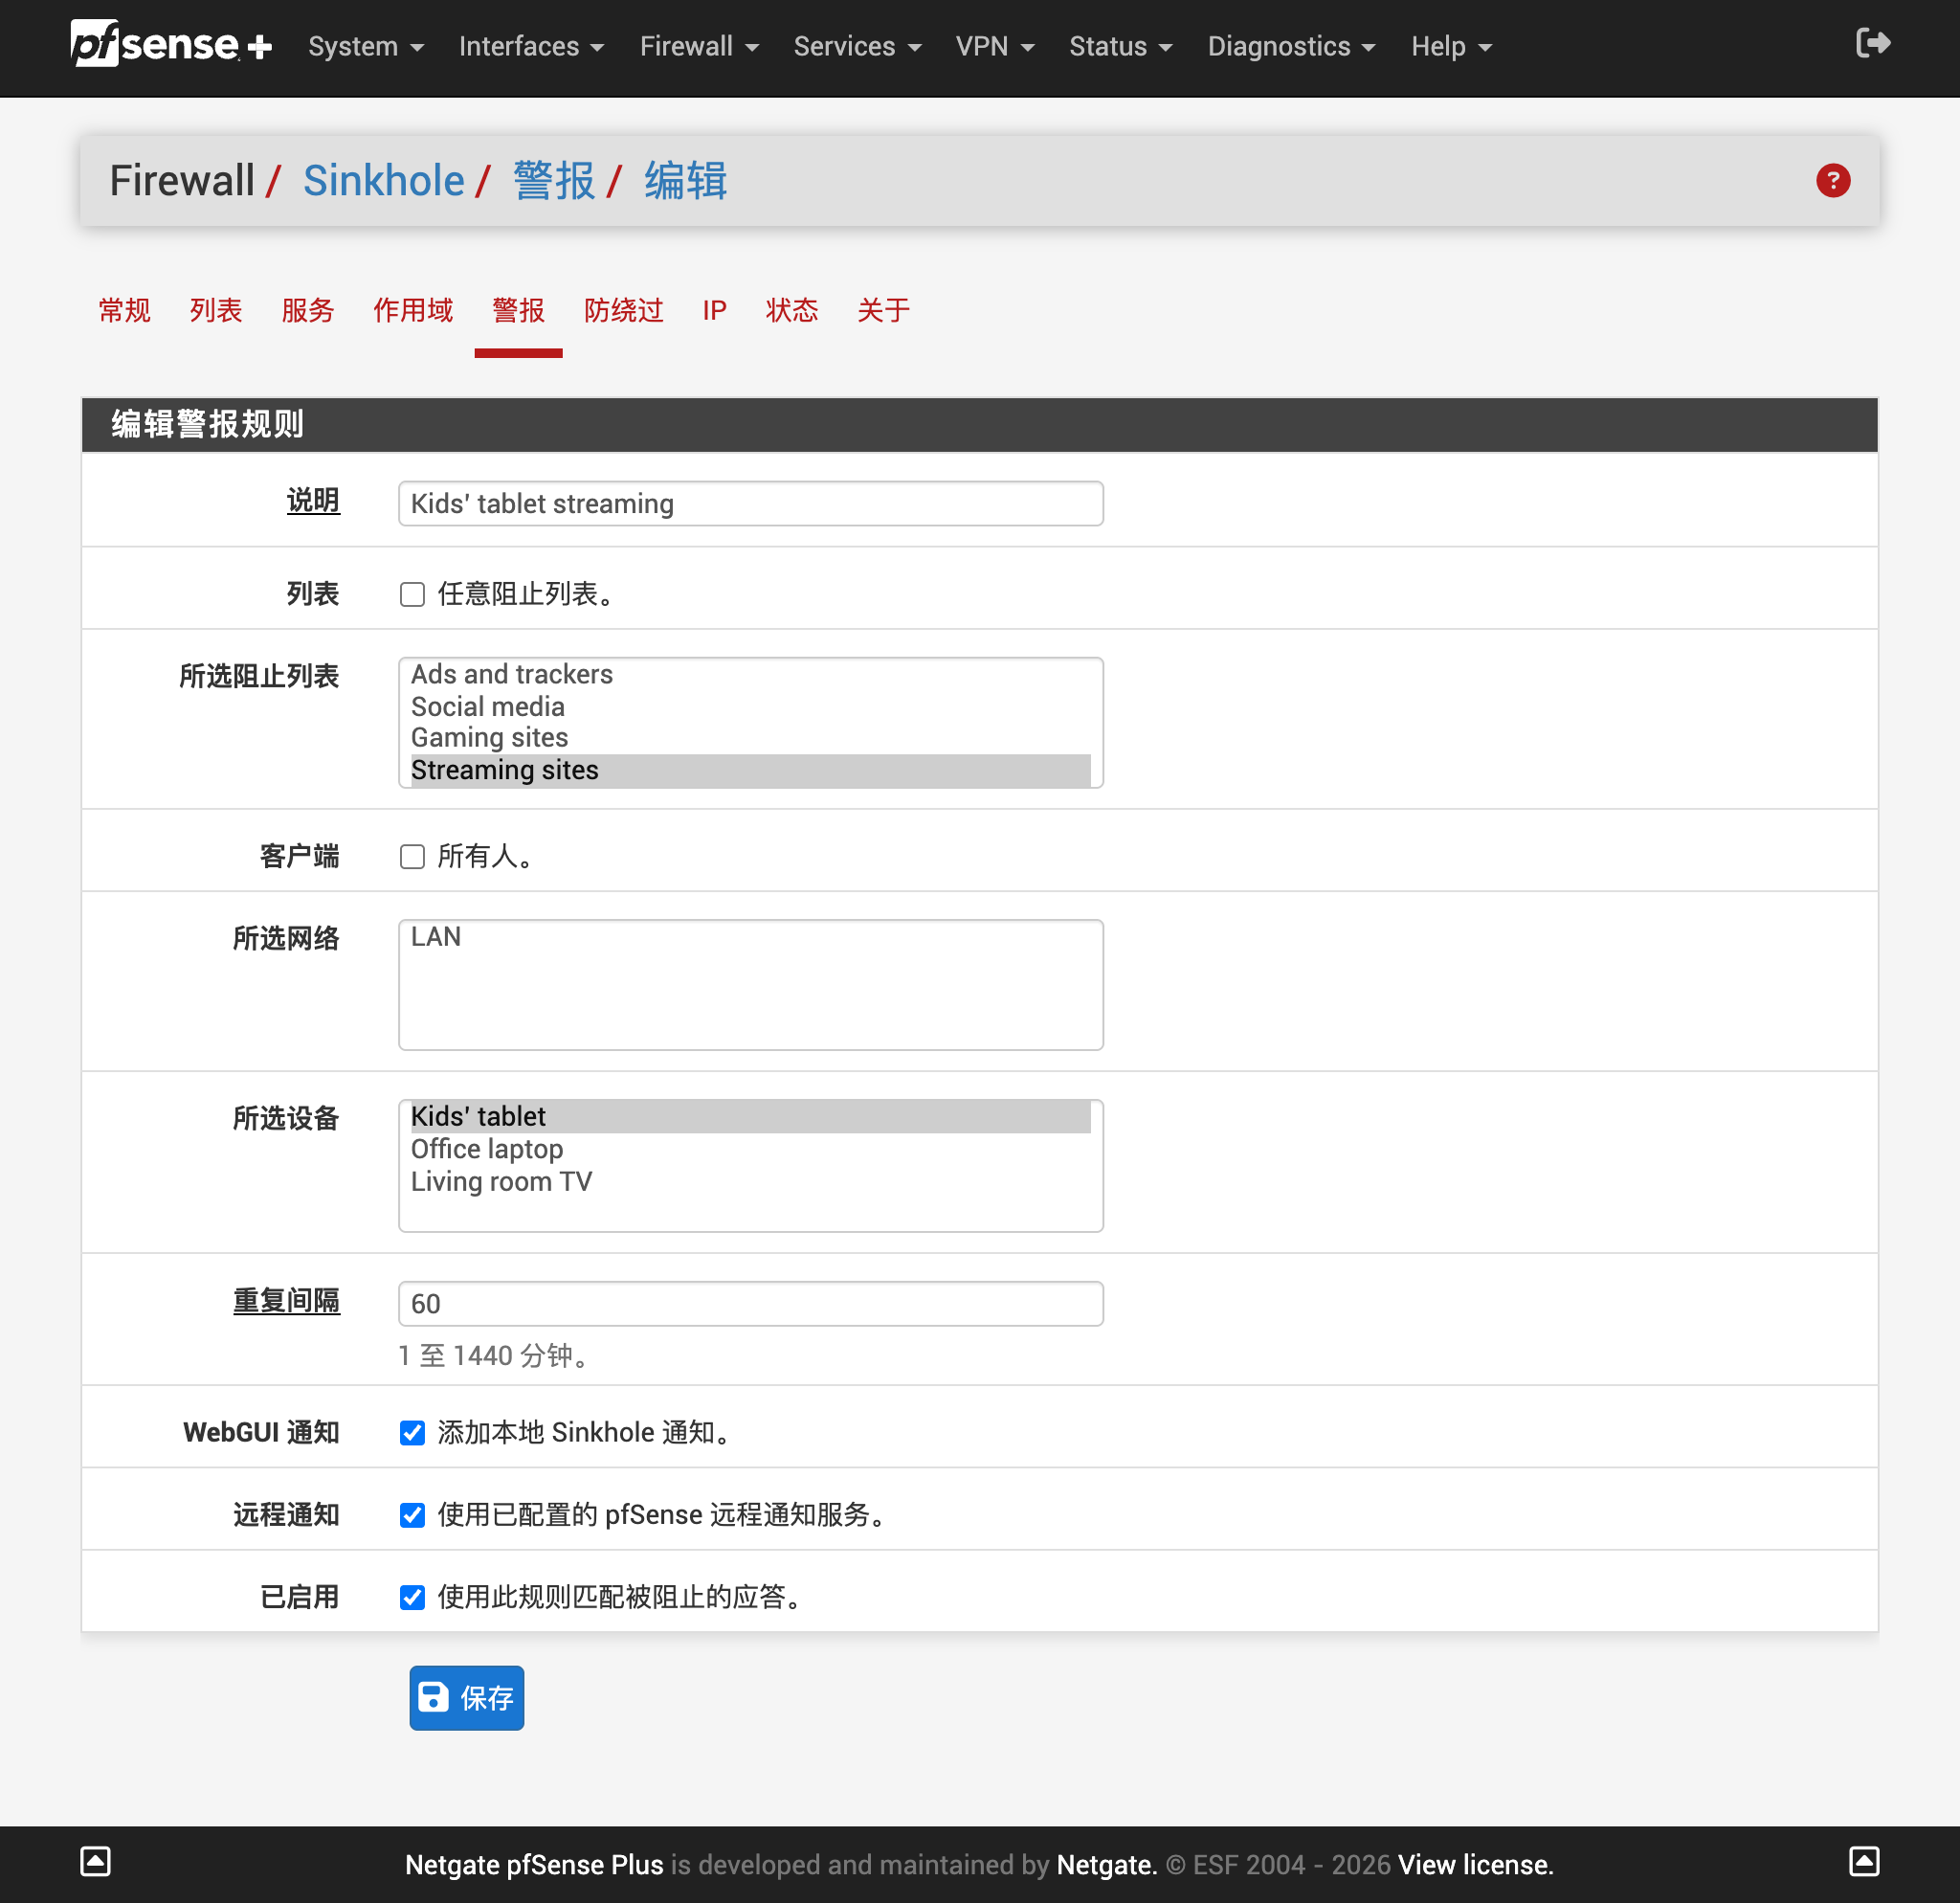 pfsense +
System Interfaces Firewall Services VPN Status Diagnostics Help
Firewall / Sinkhole / 警报 / 编辑
?
常规 列表 服务 作用域 警报 防绕过 IP 状态 关于
编辑警报规则
说明 Kids' tablet streaming
列表 任意阻止列表。
所选阻止列表 Ads and trackers
Social media
Gaming sites
Streaming sites
客户端 所有人。
所选网络 LAN
所选设备 Kids' tablet
Office laptop
Living room TV
重复间隔 60
1 至 1440 分钟。
WebGUI 通知 添加本地 Sinkhole 通知。
远程通知 使用已配置的 pfSense 远程通知服务。
已启用 使用此规则匹配被阻止的应答。
保存
Netgate pfSense Plus is developed and maintained by Netgate. © ESF 2004 - 2026 View license.